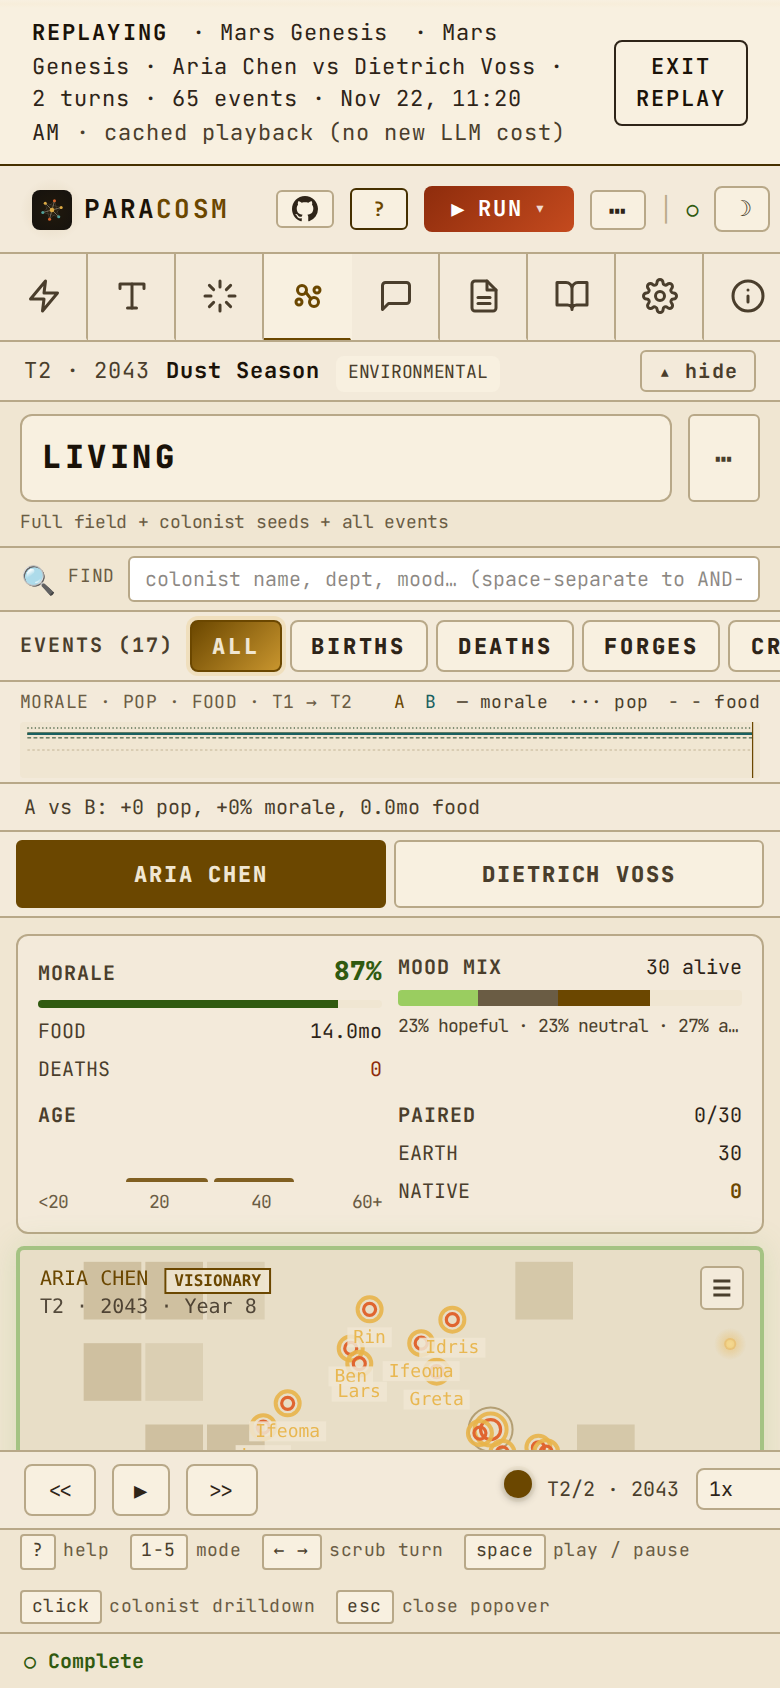 REPLAYING · Mars Genesis · Mars
Genesis · Aria Chen vs Dietrich Voss ·
2 turns · 65 events · Nov 22, 11:20
AM · cached playback (no new LLM cost)
EXIT
REPLAY
PARACOSM
?
▶ RUN ▾
…
T2 · 2043 Dust Season ENVIRONMENTAL
▴ hide
LIVING
…
Full field + colonist seeds + all events
FIND
colonist name, dept, mood… (space-separate to AND-
EVENTS (17) ALL BIRTHS DEATHS FORGES CR
MORALE · POP · FOOD · T1 → T2 A B — morale ··· pop - - food
A vs B: +0 pop, +0% morale, 0.0mo food
ARIA CHEN
DIETRICH VOSS
MORALE 87%
FOOD 14.0mo
DEATHS 0
MOOD MIX 30 alive
23% hopeful · 23% neutral · 27% a…
AGE
<20 20 40 60+
PAIRED 0/30
EARTH 30
NATIVE 0
ARIA CHEN VISIONARY
T2 · 2043 · Year 8
Rin
Idris
Ben
Ifeoma
Lars
Greta
Ifeoma
<< ▶ >>
T2/2 · 2043 1x
? help 1-5 mode ← → scrub turn space play / pause
click colonist drilldown esc close popover
○ Complete